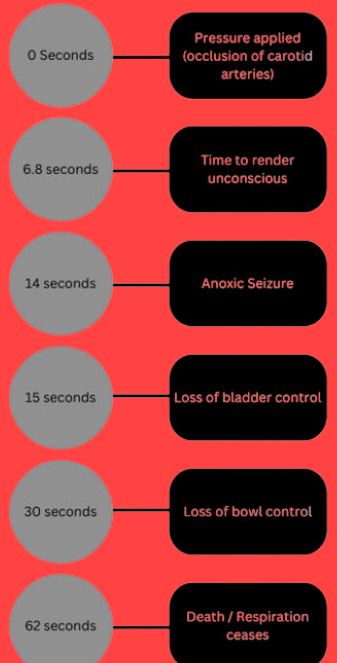 0 Seconds
Pressure applied
(occlusion of carotid
arteries)
6.8 seconds
Time to render
unconscious
14 seconds
Anoxic Seizure
15 seconds
Loss of bladder control
30 seconds
Loss of bowl control
62 seconds
Death / Respiration
ceases